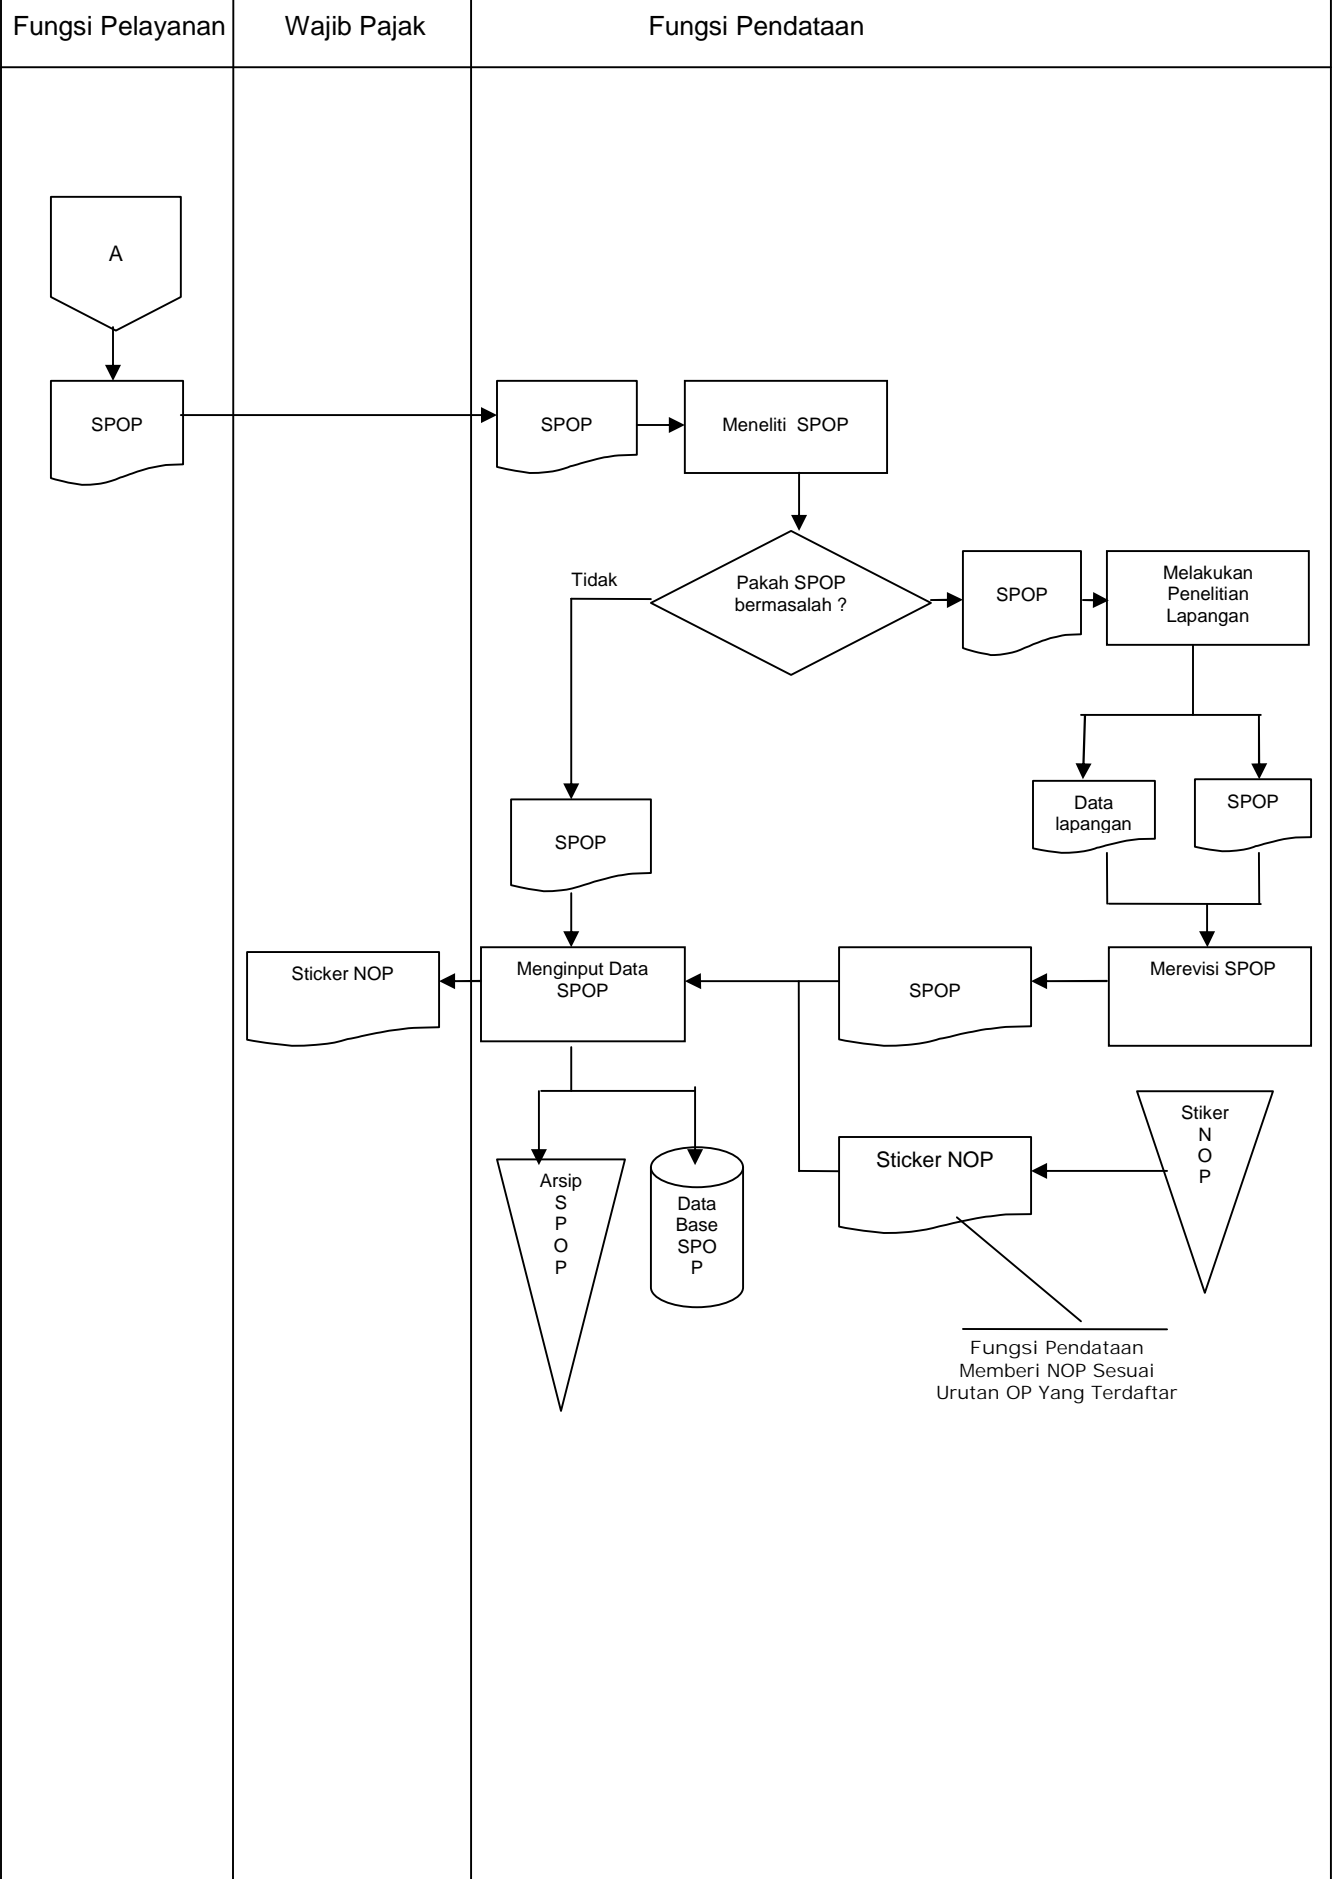 Fungsi Pelayanan
Wajib Pajak
Fungsi Pendataan
A
SPOP
SPOP
Meneliti SPOP
Tidak
Pakah SPOP
bermasalah ?
SPOP
Melakukan
Penelitian
Lapangan
Data
lapangan
SPOP
SPOP
Sticker NOP
Menginput Data
SPOP
SPOP
Merevisi SPOP
Arsip
S
P
O
P
Data
Base
SPO
P
Sticker NOP
Stiker
N
O
P
Fungsi Pendataan
Memberi NOP Sesuai
Urutan OP Yang Terdaftar